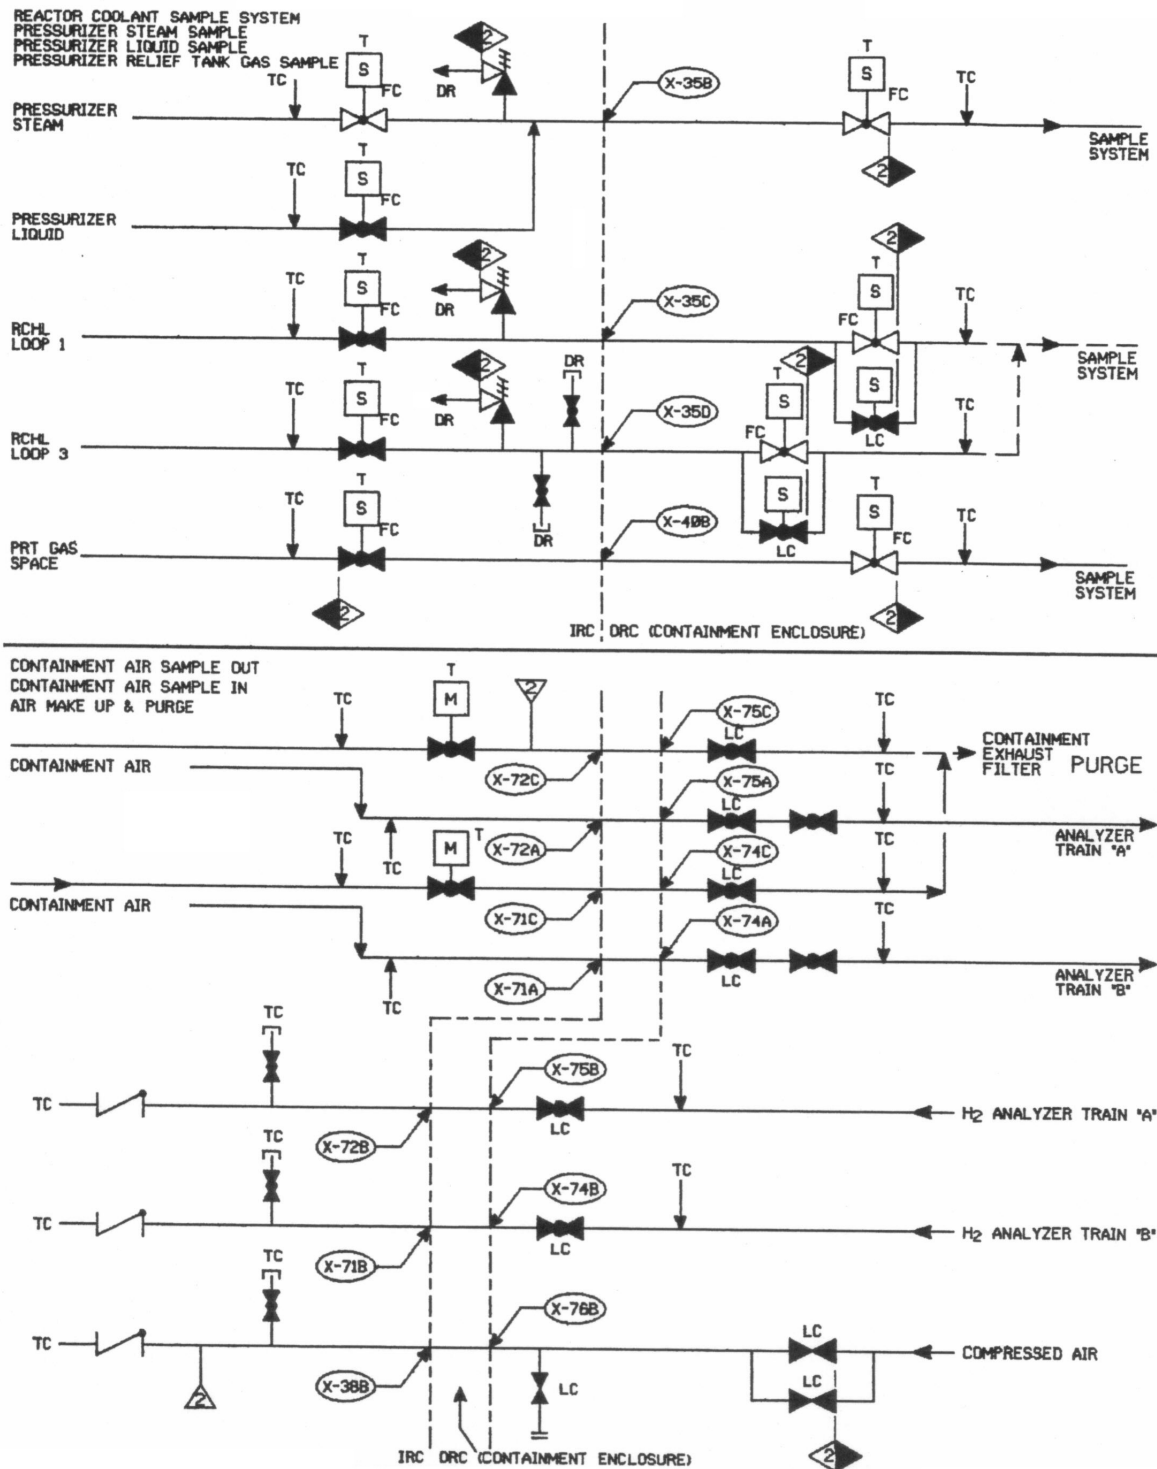 REACTOR COOLANT SAMPLE SYSTEM
PRESSURIZER STEAM SAMPLE
PRESSURIZER LIQUID SAMPLE
PRESSURIZER RELIEF TANK GAS SAMPLE
T
S
FC
TC
2
DR
X-35B
T
S
FC
TC
2
PRESSURIZER
STEAM
SAMPLE
SYSTEM
T
S
FC
TC
PRESSURIZER
LIQUID
T
S
FC
TC
2
DR
X-35C
2
T
S
FC
TC
S
LC
RCHL
LOOP 1
SAMPLE
SYSTEM
T
S
FC
TC
2
DR
DR
DR
X-35D
2
T
S
FC
S
LC
TC
RCHL
LOOP 3
T
S
FC
TC
X-40B
T
S
FC
TC
PRT GAS
SPACE
SAMPLE
SYSTEM
2
2
IRC ORC (CONTAINMENT ENCLOSURE)
CONTAINMENT AIR SAMPLE OUT
CONTAINMENT AIR SAMPLE IN
AIR MAKE UP & PURGE
TC
T
M
2
X-75C
LC
TC
X-72C
CONTAINMENT
EXHAUST
FILTER PURGE
CONTAINMENT AIR
X-75A
LC
TC
TC
X-72A
ANALYZER
TRAIN "A"
TC
M
T
X-74C
LC
TC
X-71C
CONTAINMENT AIR
X-74A
LC
TC
TC
X-71A
ANALYZER
TRAIN "B"
TC
TC
X-75B
LC
TC
X-72B
H2 ANALYZER TRAIN "A"
TC
TC
X-74B
LC
TC
X-71B
H2 ANALYZER TRAIN "B"
TC
TC
X-76B
LC
LC
LC
X-38B
COMPRESSED AIR
2
2
IRC ORC (CONTAINMENT ENCLOSURE)